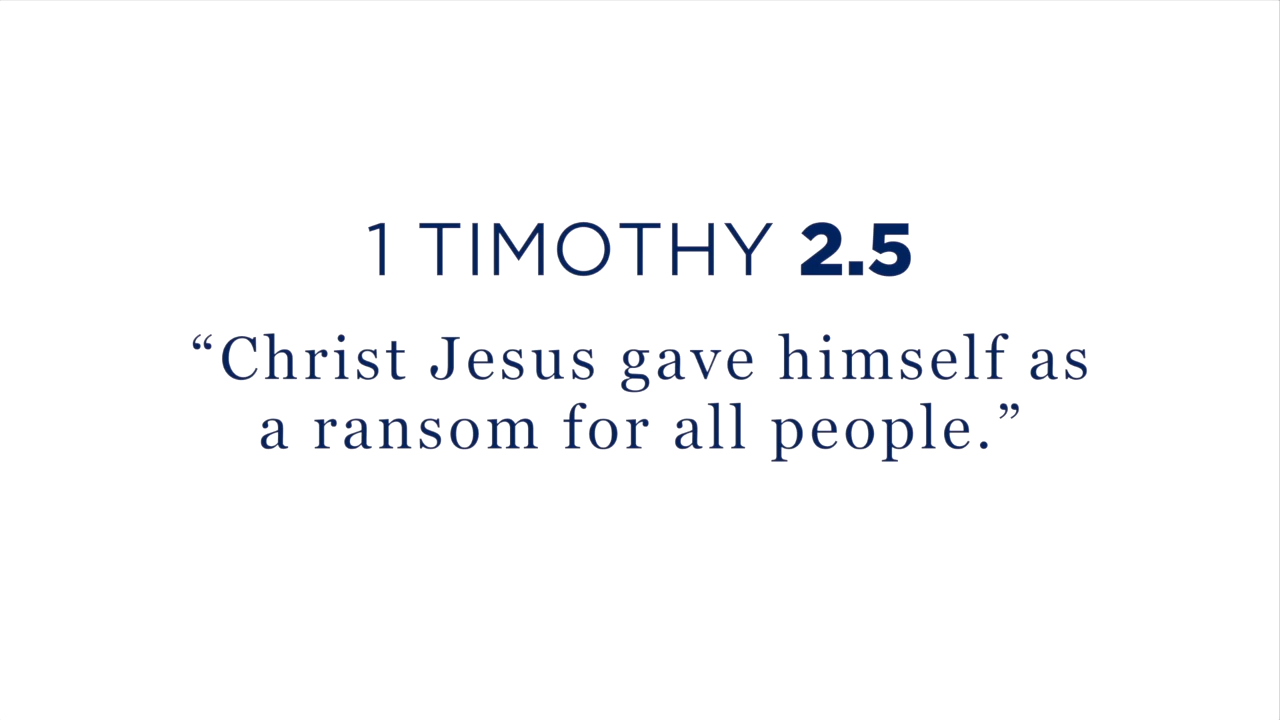 1 TIMOTHY 2.5
“Christ Jesus gave himself as
a ransom for all people.”